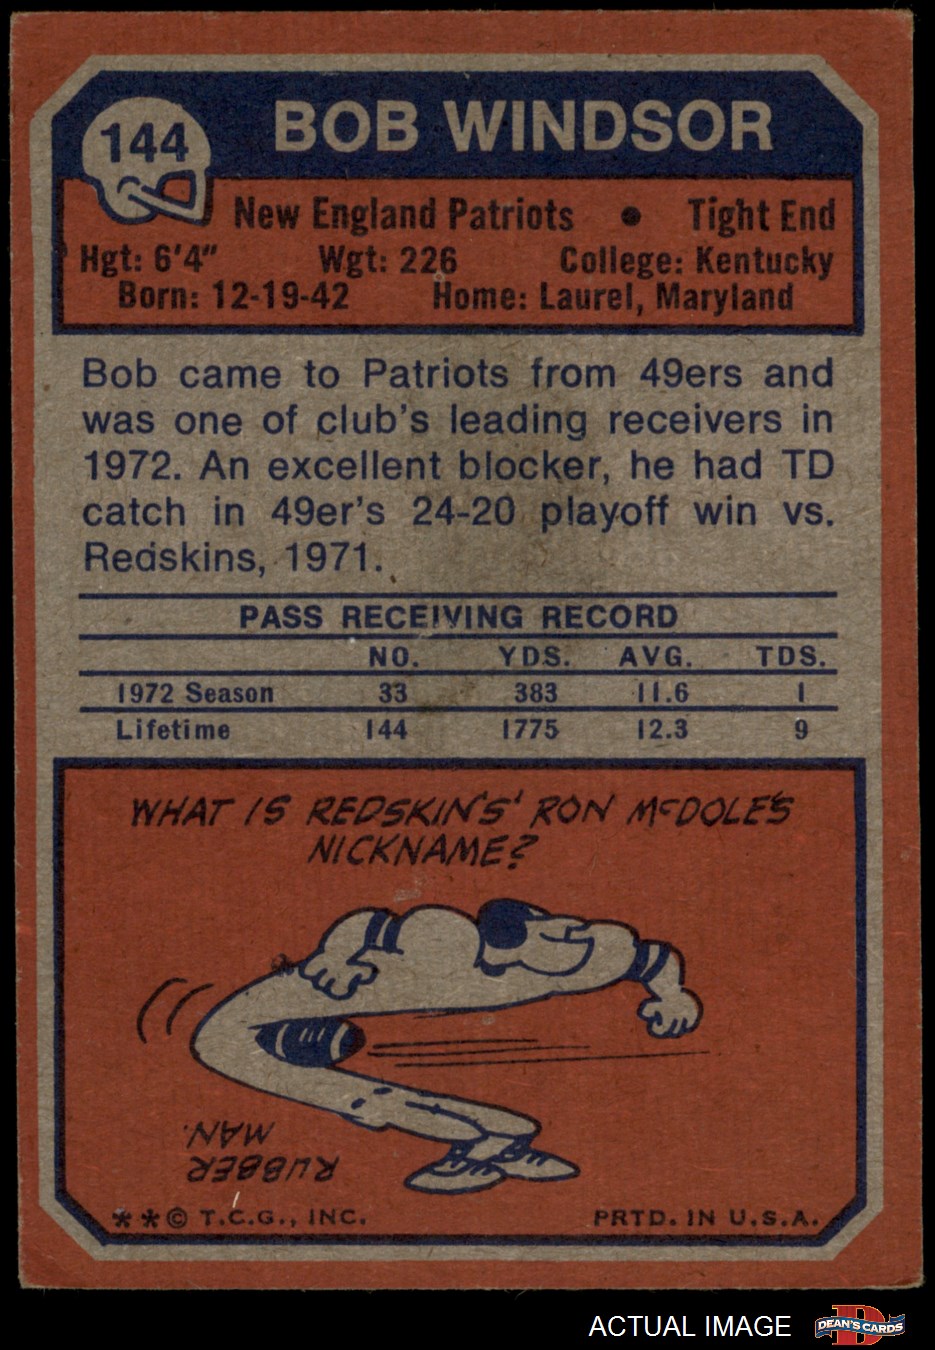 144
BOB WINDSOR
New England Patriots • Tight End
Hgt: 6'4" Wgt: 226 College: Kentucky
Born: 12-19-42 Home: Laurel, Maryland
Bob came to Patriots from 49ers and
was one of club's leading receivers in
1972. An excellent blocker, he had TD
catch in 49er's 24-20 playoff win vs.
Redskins, 1971.
PASS RECEIVING RECORD
NO. YDS. AVG. TDS.
1972 Season 33 383 11.6 1
Lifetime 144 1775 12.3 9
WHAT IS REDSKIN'S' RON McDOLE'S
NICKNAME?
RUBBER
MAN.
**© T.C.G., INC. PRTD. IN U.S.A.
ACTUAL IMAGE
D
DEAN'S CARDS